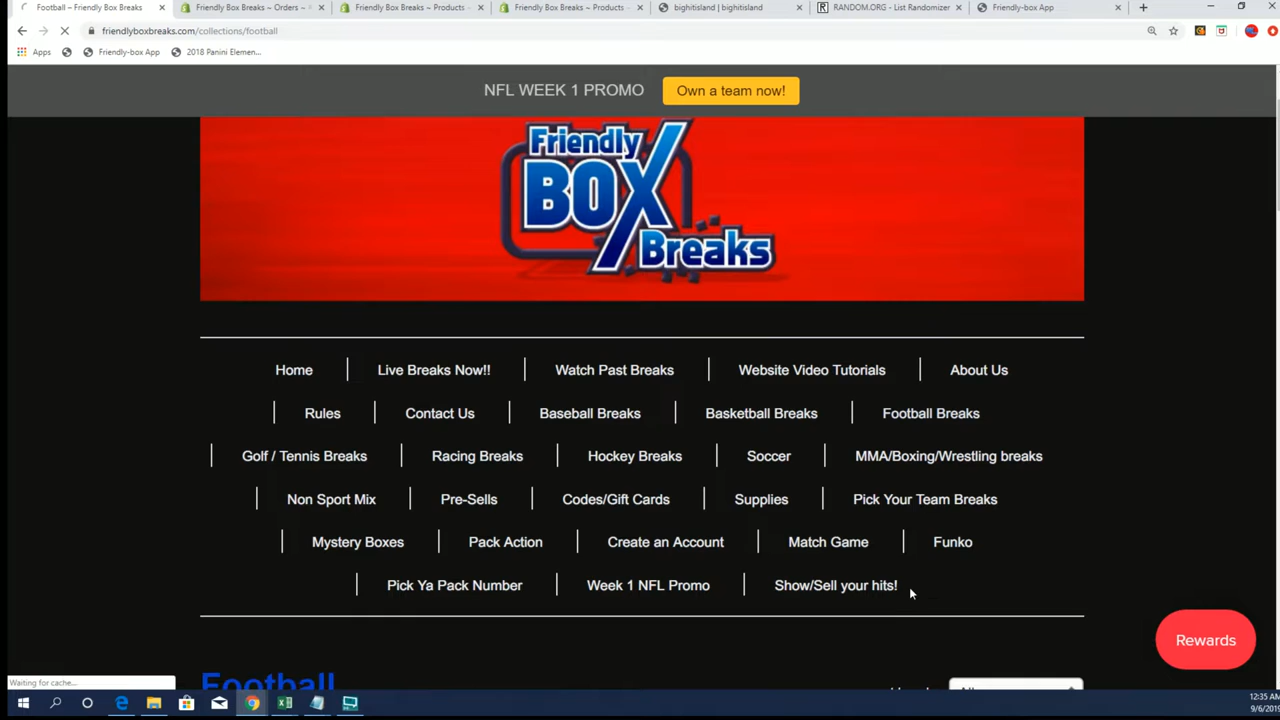 Football – Friendly Box Breaks
Friendly Box Breaks ~ Orders ~
Friendly Box Breaks ~ Products
Friendly Box Breaks ~ Products
bighitisland | bighitisland
RANDOM.ORG - List Randomizer
Friendly-box App
friendlyboxbreaks.com/collections/football
Apps
Friendly-box App
2018 Panini Elemen...
NFL WEEK 1 PROMO
Own a team now!
Friendly
BOX
Breaks
Home
Live Breaks Now!!
Watch Past Breaks
Website Video Tutorials
About Us
Rules
Contact Us
Baseball Breaks
Basketball Breaks
Football Breaks
Golf / Tennis Breaks
Racing Breaks
Hockey Breaks
Soccer
MMA/Boxing/Wrestling breaks
Non Sport Mix
Pre-Sells
Codes/Gift Cards
Supplies
Pick Your Team Breaks
Mystery Boxes
Pack Action
Create an Account
Match Game
Funko
Pick Ya Pack Number
Week 1 NFL Promo
Show/Sell your hits!
Rewards
Football
Waiting for cache...
12:35 AM
9/6/2019